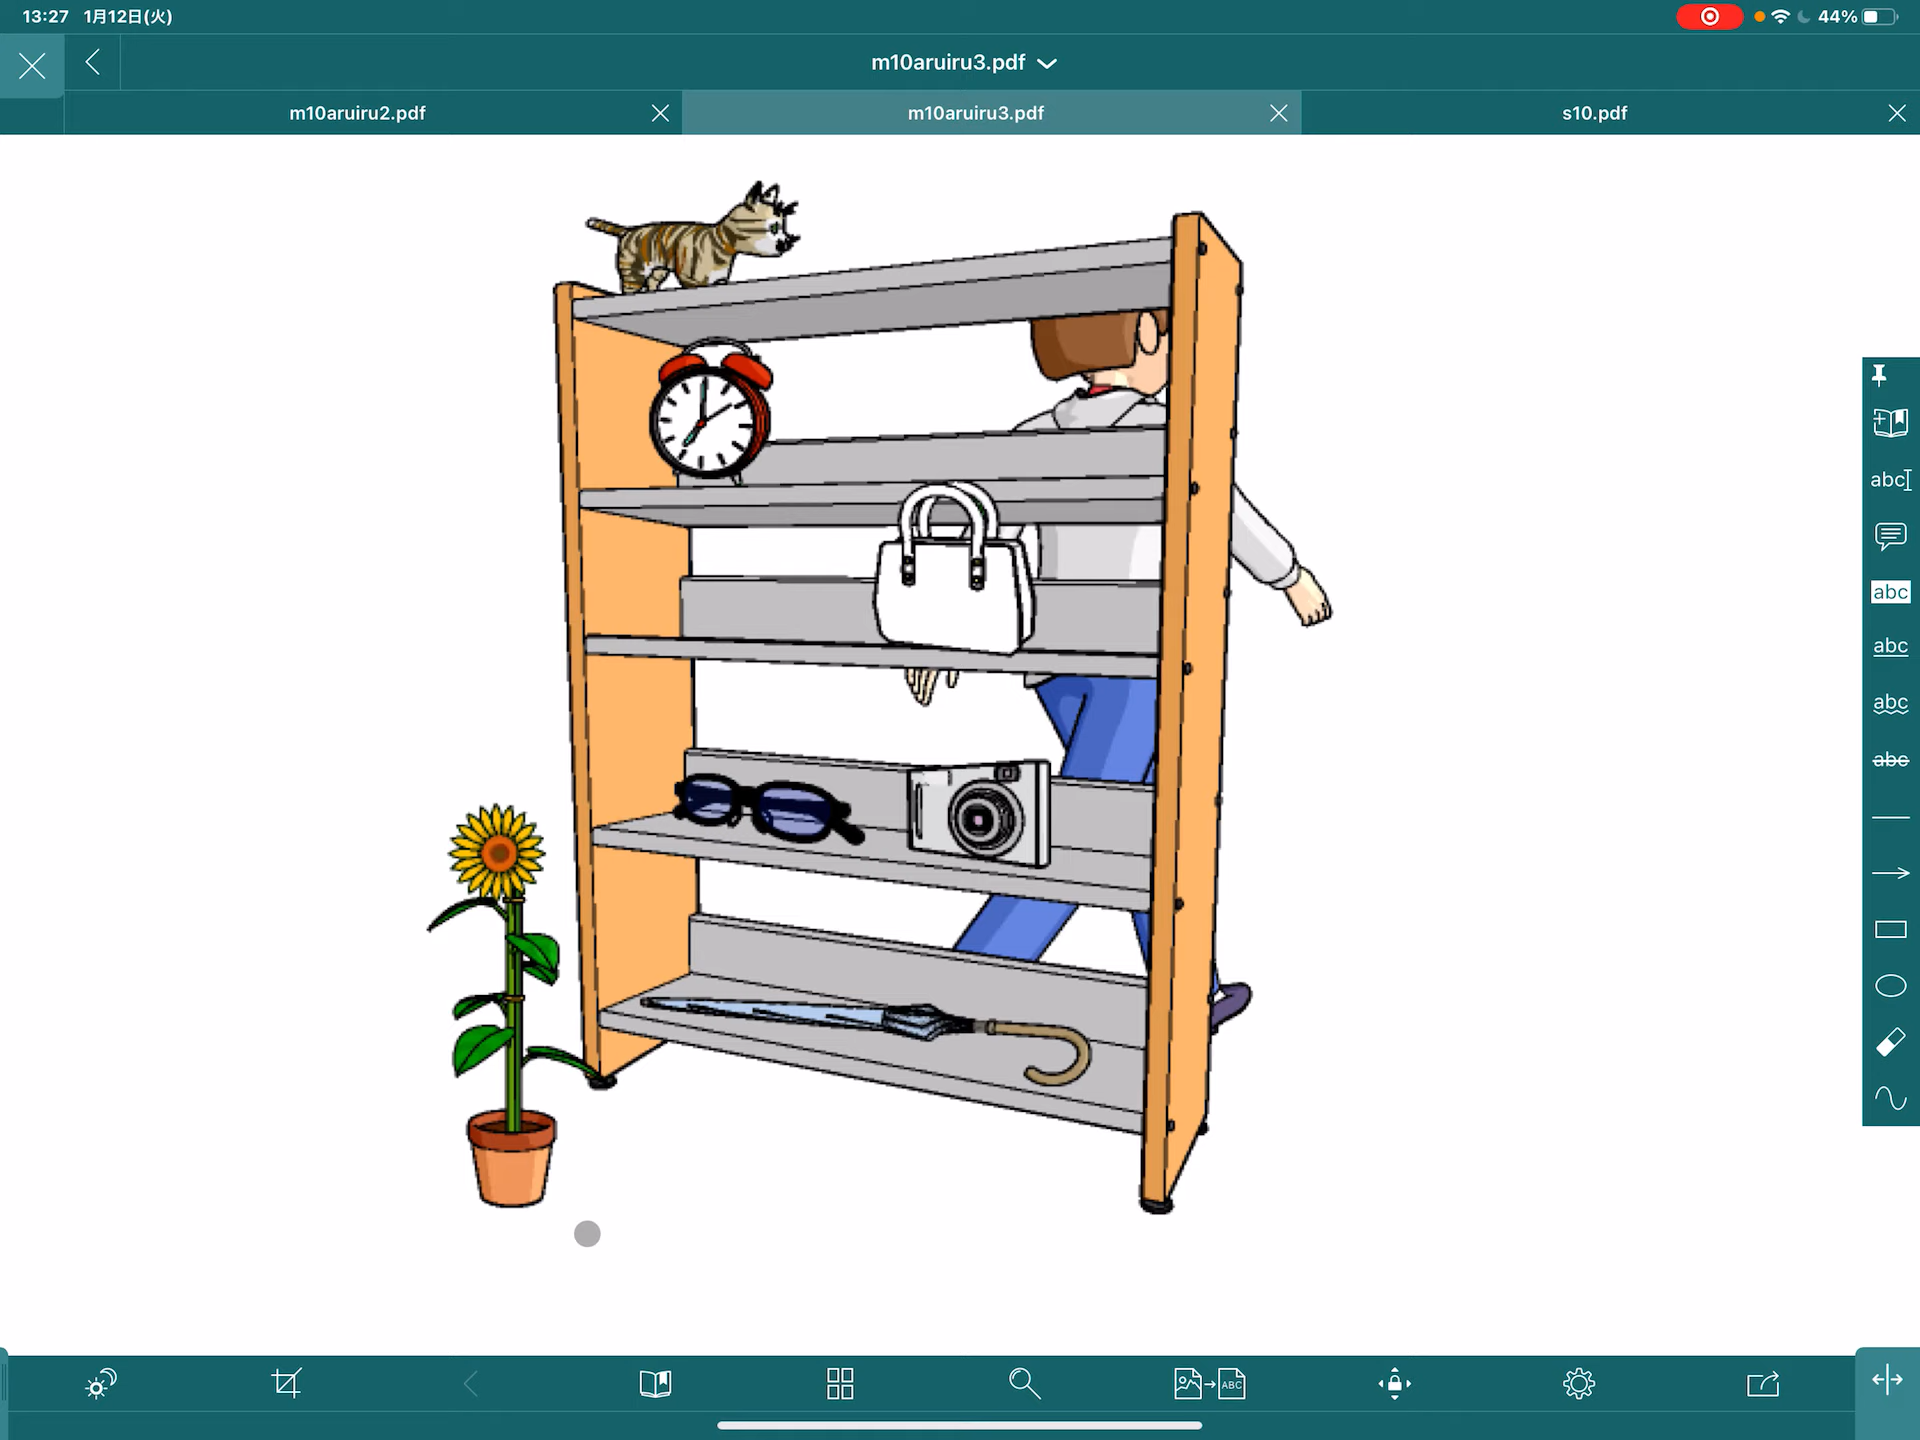 13:27 1月12日(火)
44%
m10aruiru3.pdf
m10aruiru2.pdf
m10aruiru3.pdf
s10.pdf
abc
abc
abc
abc
abc
ABC